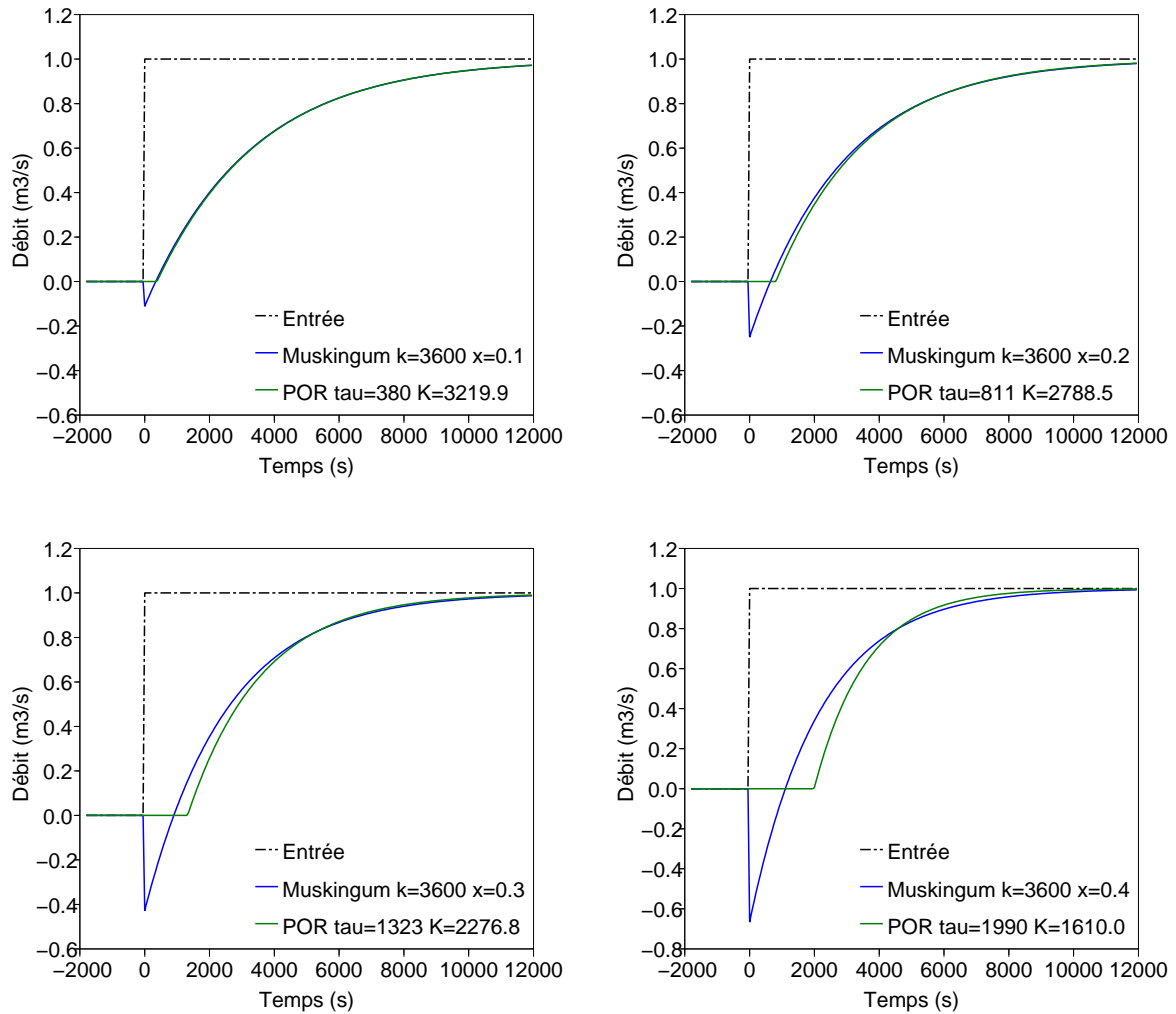 1.2
1.0
0.8
0.6
0.4
0.2
0.0
−0.2
−0.4
−0.6
Débit (m3/s)
Entrée
Muskingum k=3600 x=0.1
POR tau=380 K=3219.9
−2000 0 2000 4000 6000 8000 10000 12000
Temps (s)
1.2
1.0
0.8
0.6
0.4
0.2
0.0
−0.2
−0.4
−0.6
Débit (m3/s)
Entrée
Muskingum k=3600 x=0.2
POR tau=811 K=2788.5
−2000 0 2000 4000 6000 8000 10000 12000
Temps (s)
1.2
1.0
0.8
0.6
0.4
0.2
0.0
−0.2
−0.4
−0.6
Débit (m3/s)
Entrée
Muskingum k=3600 x=0.3
POR tau=1323 K=2276.8
−2000 0 2000 4000 6000 8000 10000 12000
Temps (s)
1.2
1.0
0.8
0.6
0.4
0.2
0.0
−0.2
−0.4
−0.6
−0.8
Débit (m3/s)
Entrée
Muskingum k=3600 x=0.4
POR tau=1990 K=1610.0
−2000 0 2000 4000 6000 8000 10000 12000
Temps (s)